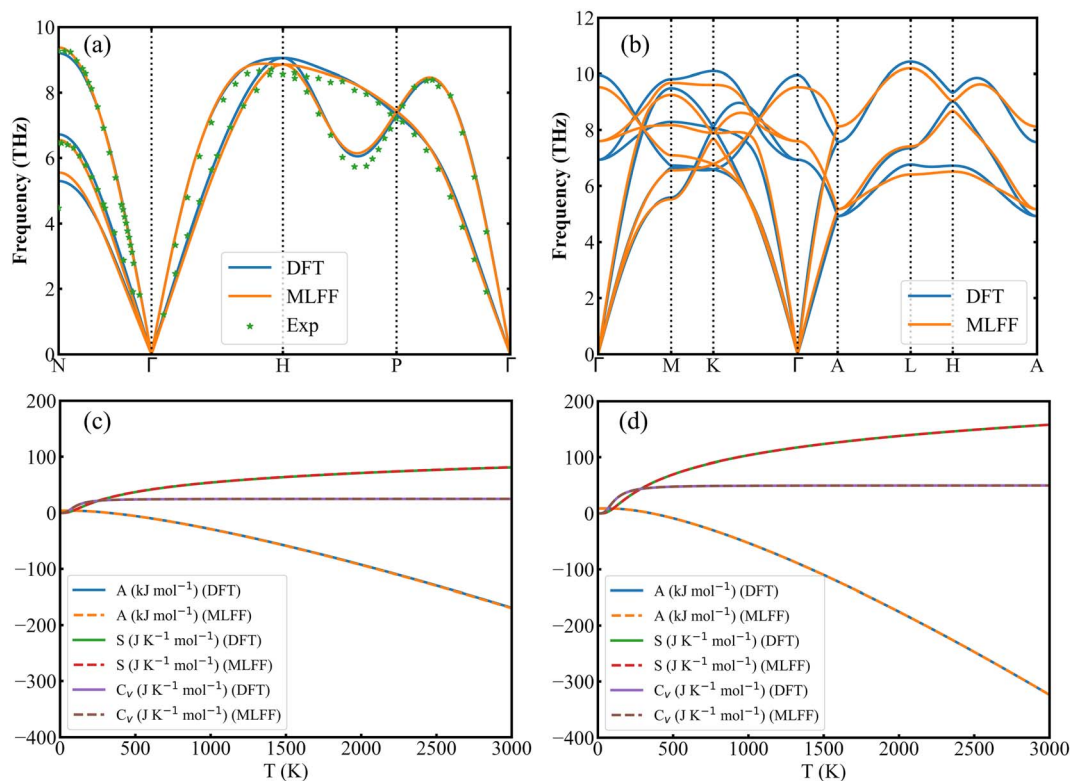 (a)
Frequency (THz)
10
8
6
4
2
0
N Γ H P Γ
DFT
MLFF
Exp
(b)
Frequency (THz)
12
10
8
6
4
2
0
Γ M K Γ A L H A
DFT
MLFF
(c)
200
100
0
−100
−200
−300
−400
A (kJ mol⁻¹) (DFT)
A (kJ mol⁻¹) (MLFF)
S (J K⁻¹ mol⁻¹) (DFT)
S (J K⁻¹ mol⁻¹) (MLFF)
Cᵥ (J K⁻¹ mol⁻¹) (DFT)
Cᵥ (J K⁻¹ mol⁻¹) (MLFF)
0 500 1000 1500 2000 2500 3000
T (K)
(d)
200
100
0
−100
−200
−300
−400
A (kJ mol⁻¹) (DFT)
A (kJ mol⁻¹) (MLFF)
S (J K⁻¹ mol⁻¹) (DFT)
S (J K⁻¹ mol⁻¹) (MLFF)
Cᵥ (J K⁻¹ mol⁻¹) (DFT)
Cᵥ (J K⁻¹ mol⁻¹) (MLFF)
0 500 1000 1500 2000 2500 3000
T (K)